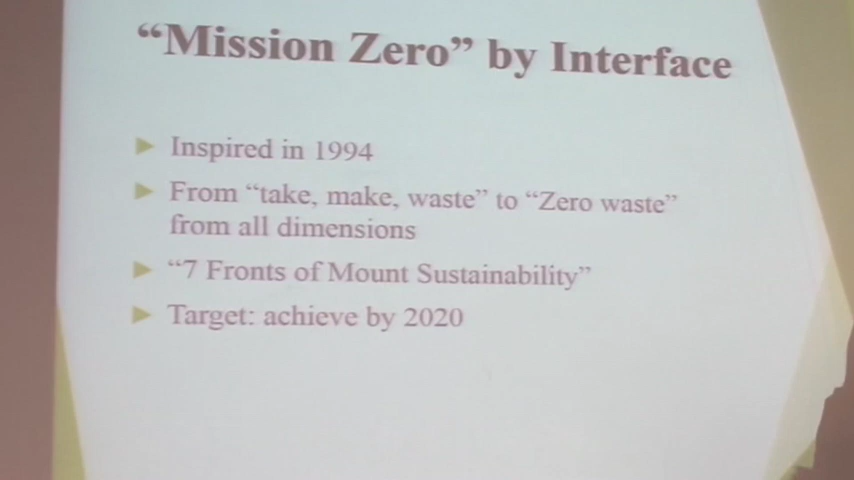 “Mission Zero” by Interface
Inspired in 1994
From “take, make, waste” to “Zero waste”
from all dimensions
“7 Fronts of Mount Sustainability”
Target: achieve by 2020